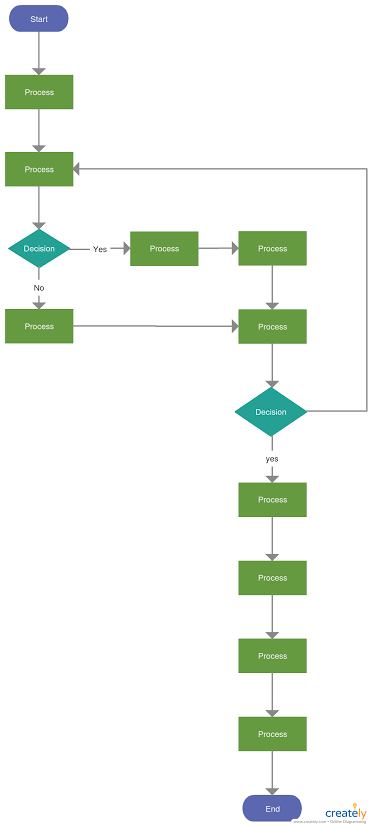 Start
Process
Process
Decision
Yes
Process
Process
No
Process
Process
Decision
yes
Process
Process
Process
Process
End
creately
www.creately.com • Online Diagramming